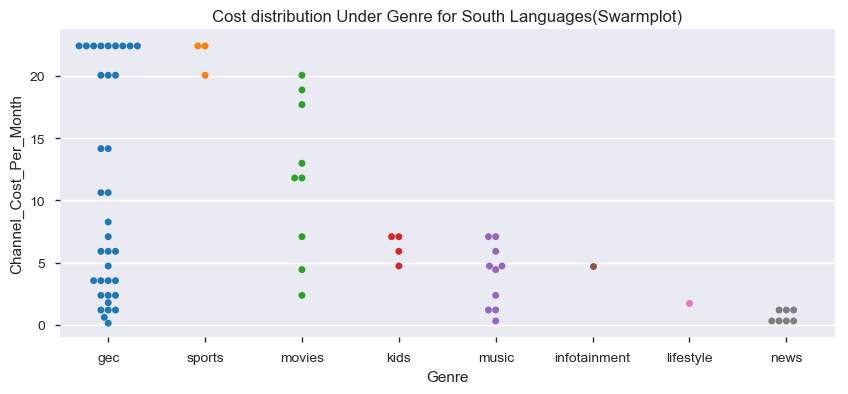 Cost distribution Under Genre for South Languages(Swarmplot)
Channel_Cost_Per_Month
20
15
10
5
0
gec sports movies kids music infotainment lifestyle news
Genre